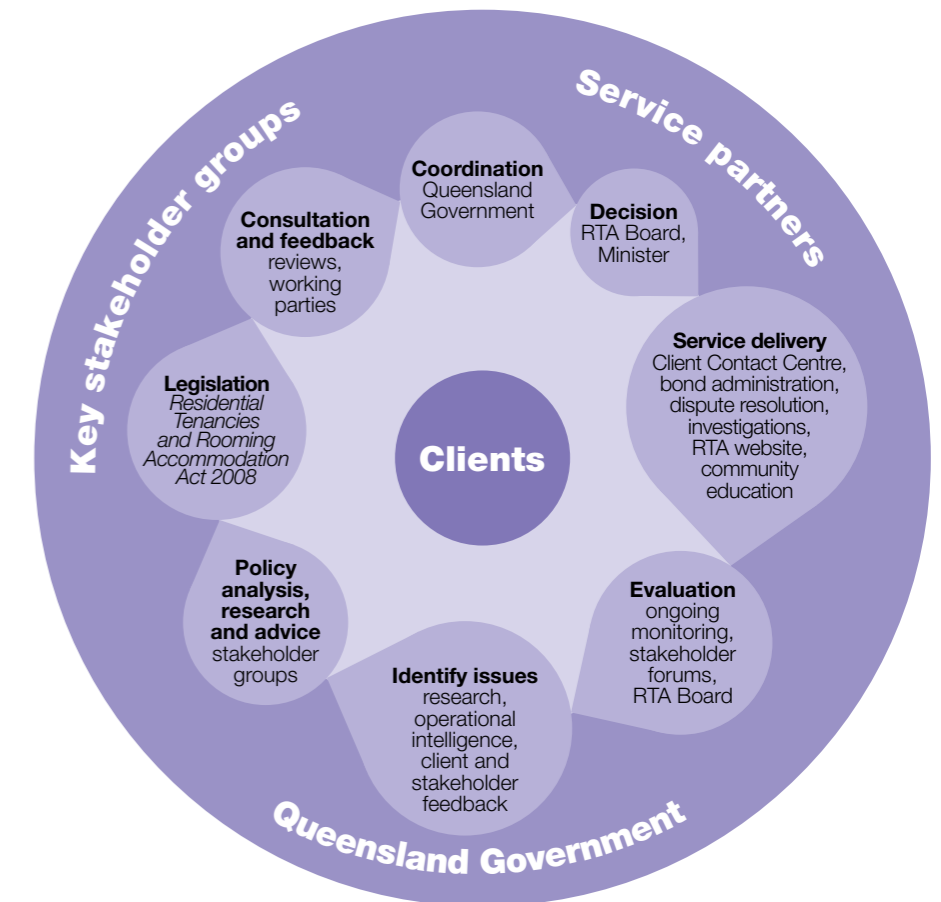 Key stakeholder groups
Service partners
Coordination
Queensland
Government
Decision
RTA Board,
Minister
Service delivery
Client Contact Centre,
bond administration,
dispute resolution,
investigations,
RTA website,
community
education
Evaluation
ongoing
monitoring,
stakeholder
forums,
RTA Board
Identify issues
research,
operational
intelligence,
client and
stakeholder
feedback
Policy
analysis,
research
and advice
stakeholder
groups
Legislation
Residential
Tenancies
and Rooming
Accommodation
Act 2008
Consultation
and feedback
reviews,
working
parties
Clients
Queensland Government